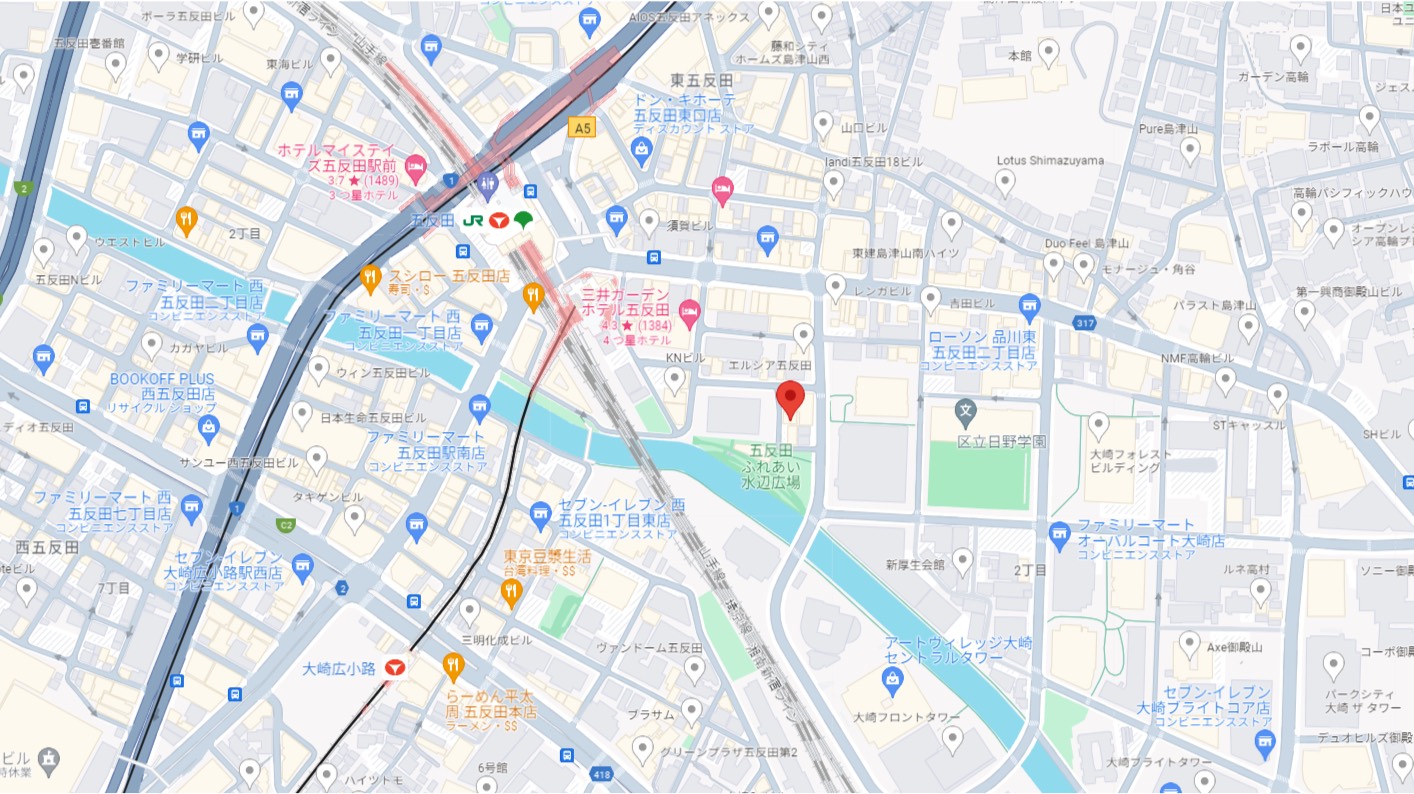 ポーラ五反田ビル
AIOS五反田アネックス
五反田壱番館
学研ビル
東海ビル
藤和シティ
ホームズ島津山西
本館
ガーデン高輪
東五反田
ドン・キホーテ
五反田東口店
ディスカウント ストア
A5
山口ビル
Pure島津山
ラポール高輪
landi五反田18ビル
Lotus Shimazuyama
ホテルマイステイ
ズ五反田駅前
3.7 ★ (1489)
3 つ星ホテル
1
2
高輪パシフィックハウ
五反田
JR
須賀ビル
ウエストビル
2丁目
東建島津山南ハイツ
Duo Feel 島津山
モナージュ・角谷
オープンレ
シア高輪プ
五反田Nビル
スシロー 五反田店
寿司・$
ファミリーマート 西
五反田二丁目店
コンビニエンスストア
三井ガーデン
ホテル五反田
4.3 ★ (1384)
4 つ星ホテル
レンガビル
吉田ビル
パラスト島津山
第一興商御殿山ビル
ファミリーマート 西
五反田一丁目店
コンビニエンスストア
317
ローソン 品川東
五反田二丁目店
コンビニエンスストア
カガヤビル
KNビル
エルシア五反田
NMF高輪ビル
ウィン五反田ビル
BOOKOFF PLUS
西五反田店
リサイクル ショップ
日本生命五反田ビル
ディオ五反田
区立日野学園
STキャッスル
SHビル
ファミリーマート
五反田駅南店
コンビニエンスストア
五反田
ふれあい
水辺広場
大崎フォレスト
ビルディング
サンユー西五反田ビル
タキゲンビル
ファミリーマート 西
五反田七丁目店
コンビニエンスストア
1
C2
セブン-イレブン 西
五反田1丁目東店
コンビニエンスストア
ファミリーマート
オーバルコート大崎店
コンビニエンスストア
西五反田
セブン-イレブン
大崎広小路駅西店
コンビニエンスストア
東京豆漿生活
台湾料理・$$
山手線
新厚生会館
2丁目
ルネ高村
ソニー御殿
7丁目
2
三明化成ビル
ヴァンドーム五反田
アートヴィレッジ大崎
セントラルタワー
Axe御殿山
コーポ御殿
大崎広小路
らーめん平太
周 五反田本店
ラーメン・$$
プラサム
大崎フロントタワー
セブン-イレブン
大崎ブライトコア店
コンビニエンスストア
パークシティ
大崎 ザ タワー
グリーンプラザ五反田第2
デュオヒルズ御殿
大崎ブライトタワー
ハイツトモ
6号館
418